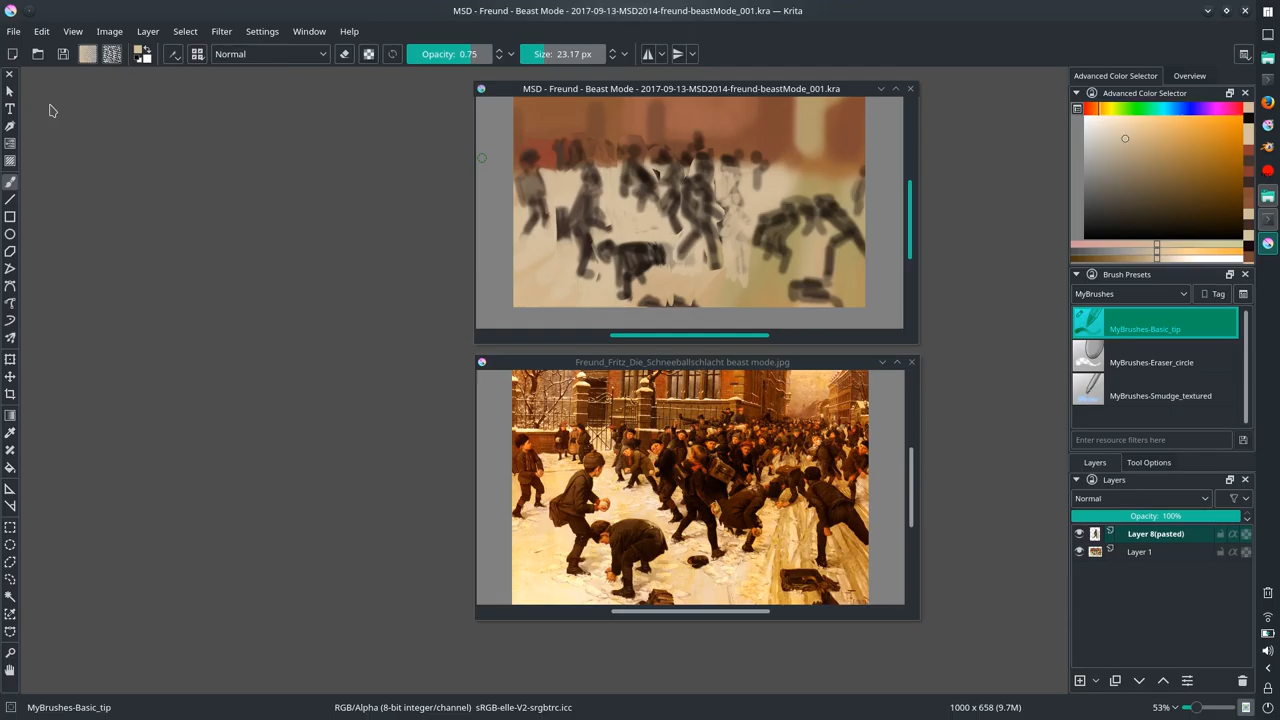 MSD - Freund - Beast Mode - 2017-09-13-MSD2014-freund-beastMode_001.kra — Krita
File Edit View Image Layer Select Filter Settings Window Help
Normal Opacity: 0.75 Size: 23.17 px
MSD - Freund - Beast Mode - 2017-09-13-MSD2014-freund-beastMode_001.kra
Freund_Fritz_Die_Schneeballschlacht beast mode.jpg
Advanced Color Selector Overview
Advanced Color Selector
Brush Presets
MyBrushes Tag
MyBrushes-Basic_tip
MyBrushes-Eraser_circle
MyBrushes-Smudge_textured
Enter resource filters here
Layers Tool Options
Layers
Normal
Opacity: 100%
Layer 8(pasted)
Layer 1
MyBrushes-Basic_tip RGB/Alpha (8-bit integer/channel) sRGB-elle-V2-srgbtrc.icc 1000 x 658 (9.7M) 53%